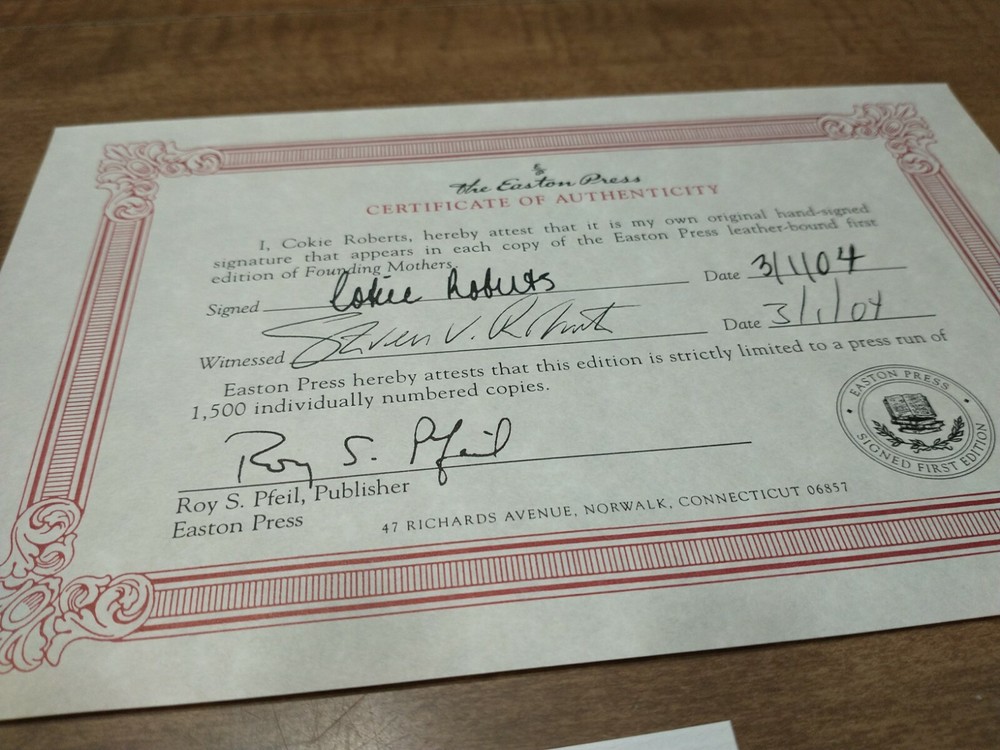 The Easton Press
CERTIFICATE OF AUTHENTICITY
I, Cokie Roberts, hereby attest that it is my own original hand-signed
signature that appears in each copy of the Easton Press leather-bound first
edition of Founding Mothers.
Signed Cokie Roberts Date 3/1/04
Witnessed Steven V. Roberts Date 3/1/04
Easton Press hereby attests that this edition is strictly limited to a press run of
1,500 individually numbered copies.
Roy S. Pfeil
Roy S. Pfeil, Publisher
Easton Press
47 RICHARDS AVENUE, NORWALK, CONNECTICUT 06857
EASTON PRESS
SIGNED FIRST EDITION